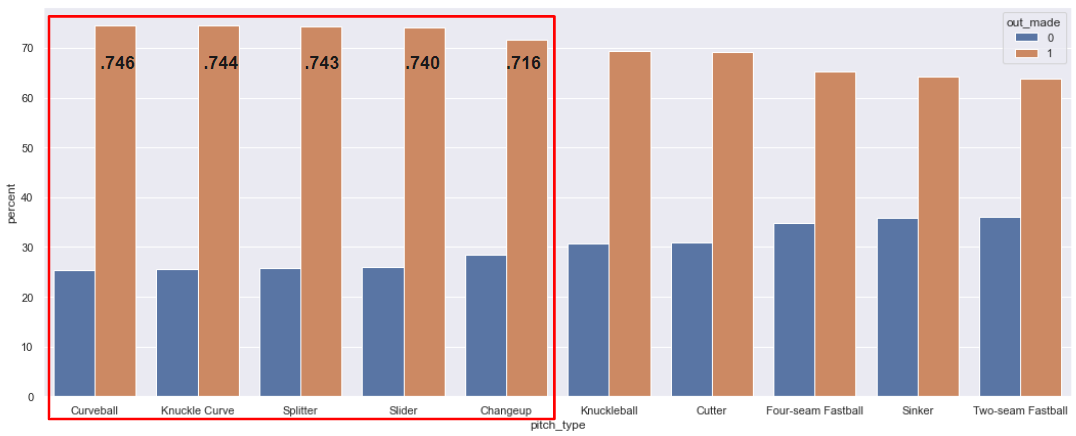 out_made
0
1
70
60
50
40
30
20
10
0
percent
.746 .744 .743 .740 .716
Curveball Knuckle Curve Splitter Slider Changeup Knuckleball Cutter Four-seam Fastball Sinker Two-seam Fastball
pitch_type